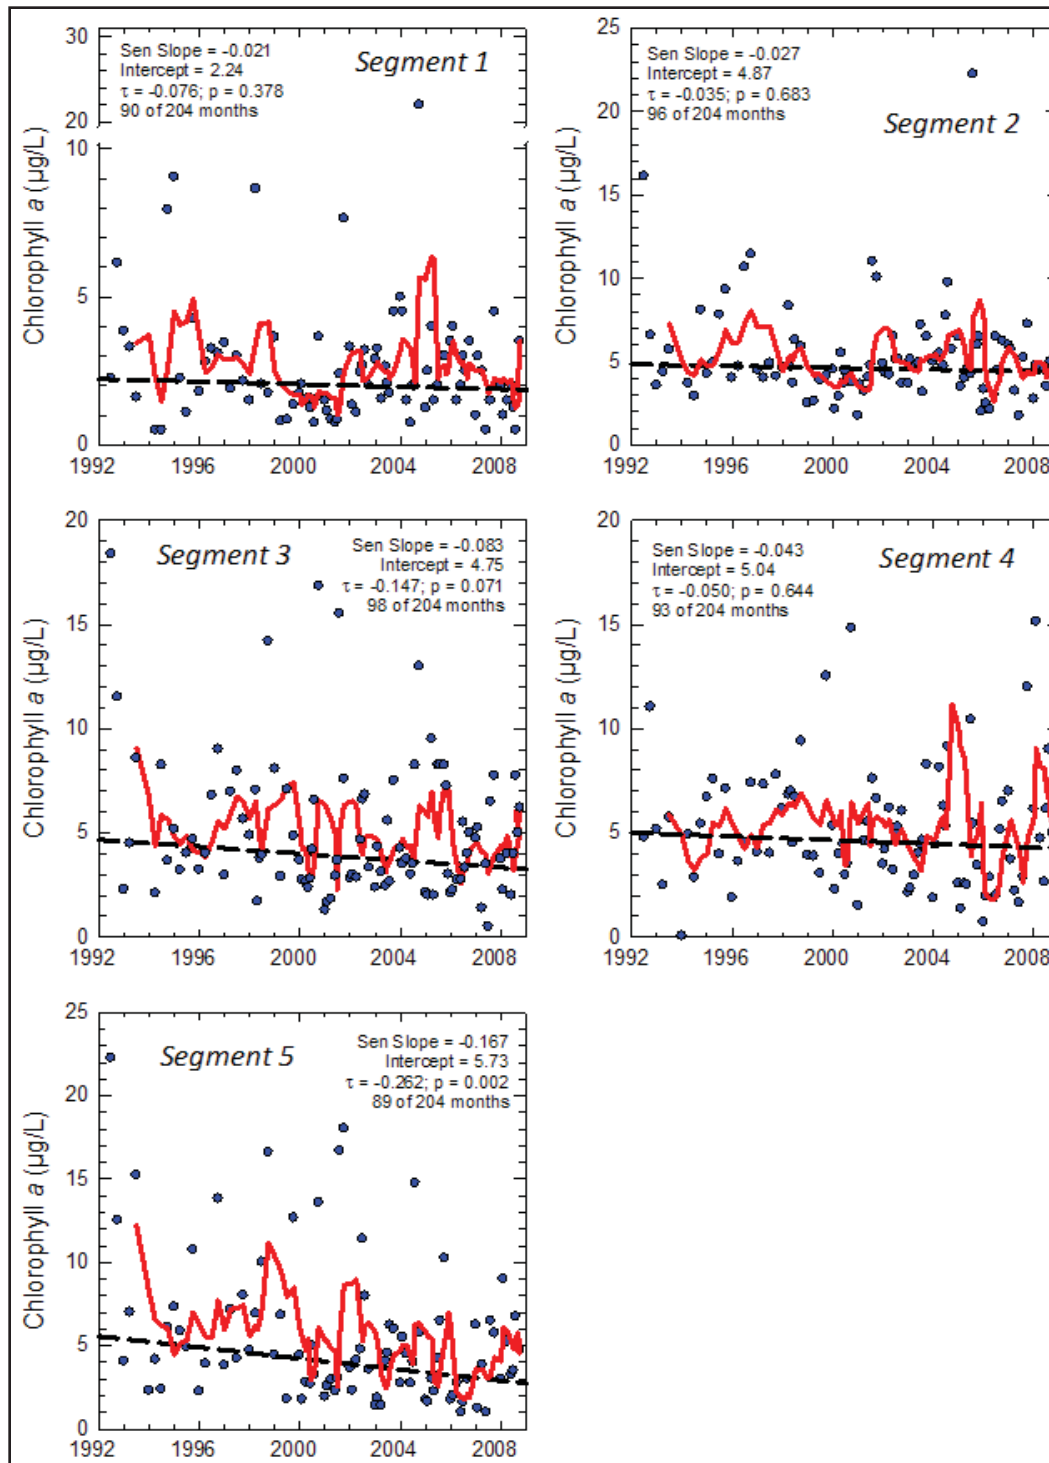 Sen Slope = -0.021
Intercept = 2.24
τ = -0.076; p = 0.378
90 of 204 months
Segment 1
Chlorophyll a (µg/L)
30
20
10
5
0
1992 1996 2000 2004 2008
Sen Slope = -0.027
Intercept = 4.87
τ = -0.035; p = 0.683
96 of 204 months
Segment 2
Chlorophyll a (µg/L)
25
20
15
10
5
0
1992 1996 2000 2004 2008
Segment 3
Sen Slope = -0.083
Intercept = 4.75
τ = -0.147; p = 0.071
98 of 204 months
Chlorophyll a (µg/L)
20
15
10
5
0
1992 1996 2000 2004 2008
Sen Slope = -0.043
Intercept = 5.04
τ = -0.050; p = 0.644
93 of 204 months
Segment 4
Chlorophyll a (µg/L)
20
15
10
5
0
1992 1996 2000 2004 2008
Segment 5
Sen Slope = -0.167
Intercept = 5.73
τ = -0.262; p = 0.002
89 of 204 months
Chlorophyll a (µg/L)
25
20
15
10
5
0
1992 1996 2000 2004 2008